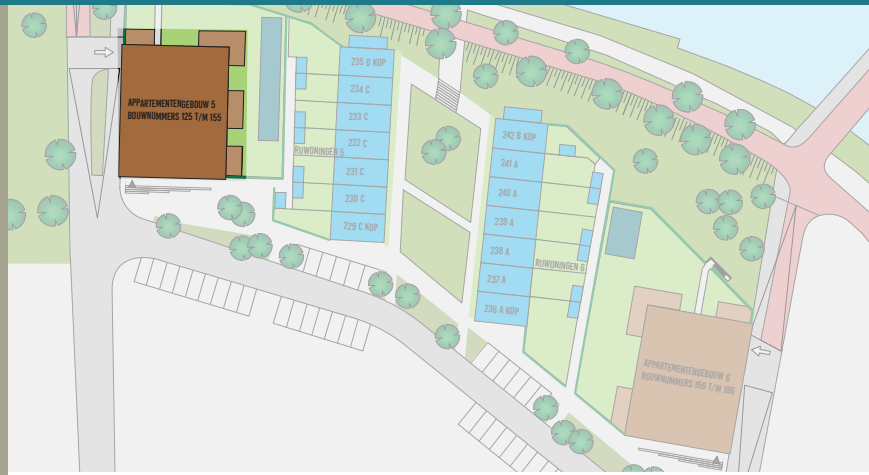 APPARTEMENTENGEBOUW 5
BOUWNUMMERS 125 T/M 155
235 D KOP
234 C
233 C
232 C
231 C
230 C
229 C KOP
RIJWONINGEN 5
242 B KOP
241 A
240 A
239 A
238 A
237 A
236 A KOP
RIJWONINGEN 6
APPARTEMENTENGEBOUW 6
BOUWNUMMERS 156 T/M 186